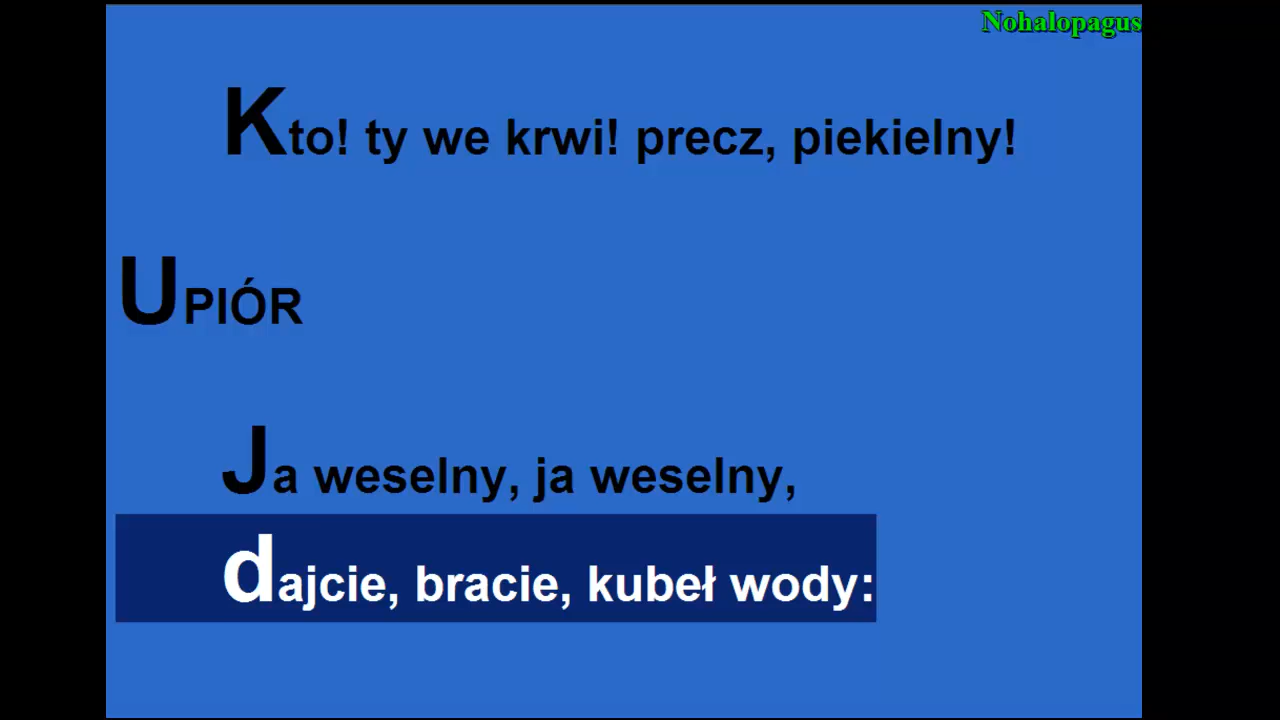 Nohalopagus
Kto! ty we krwi! precz, piekielny!
UPIÓR
Ja weselny, ja weselny,
dajcie, bracie, kubeł wody: